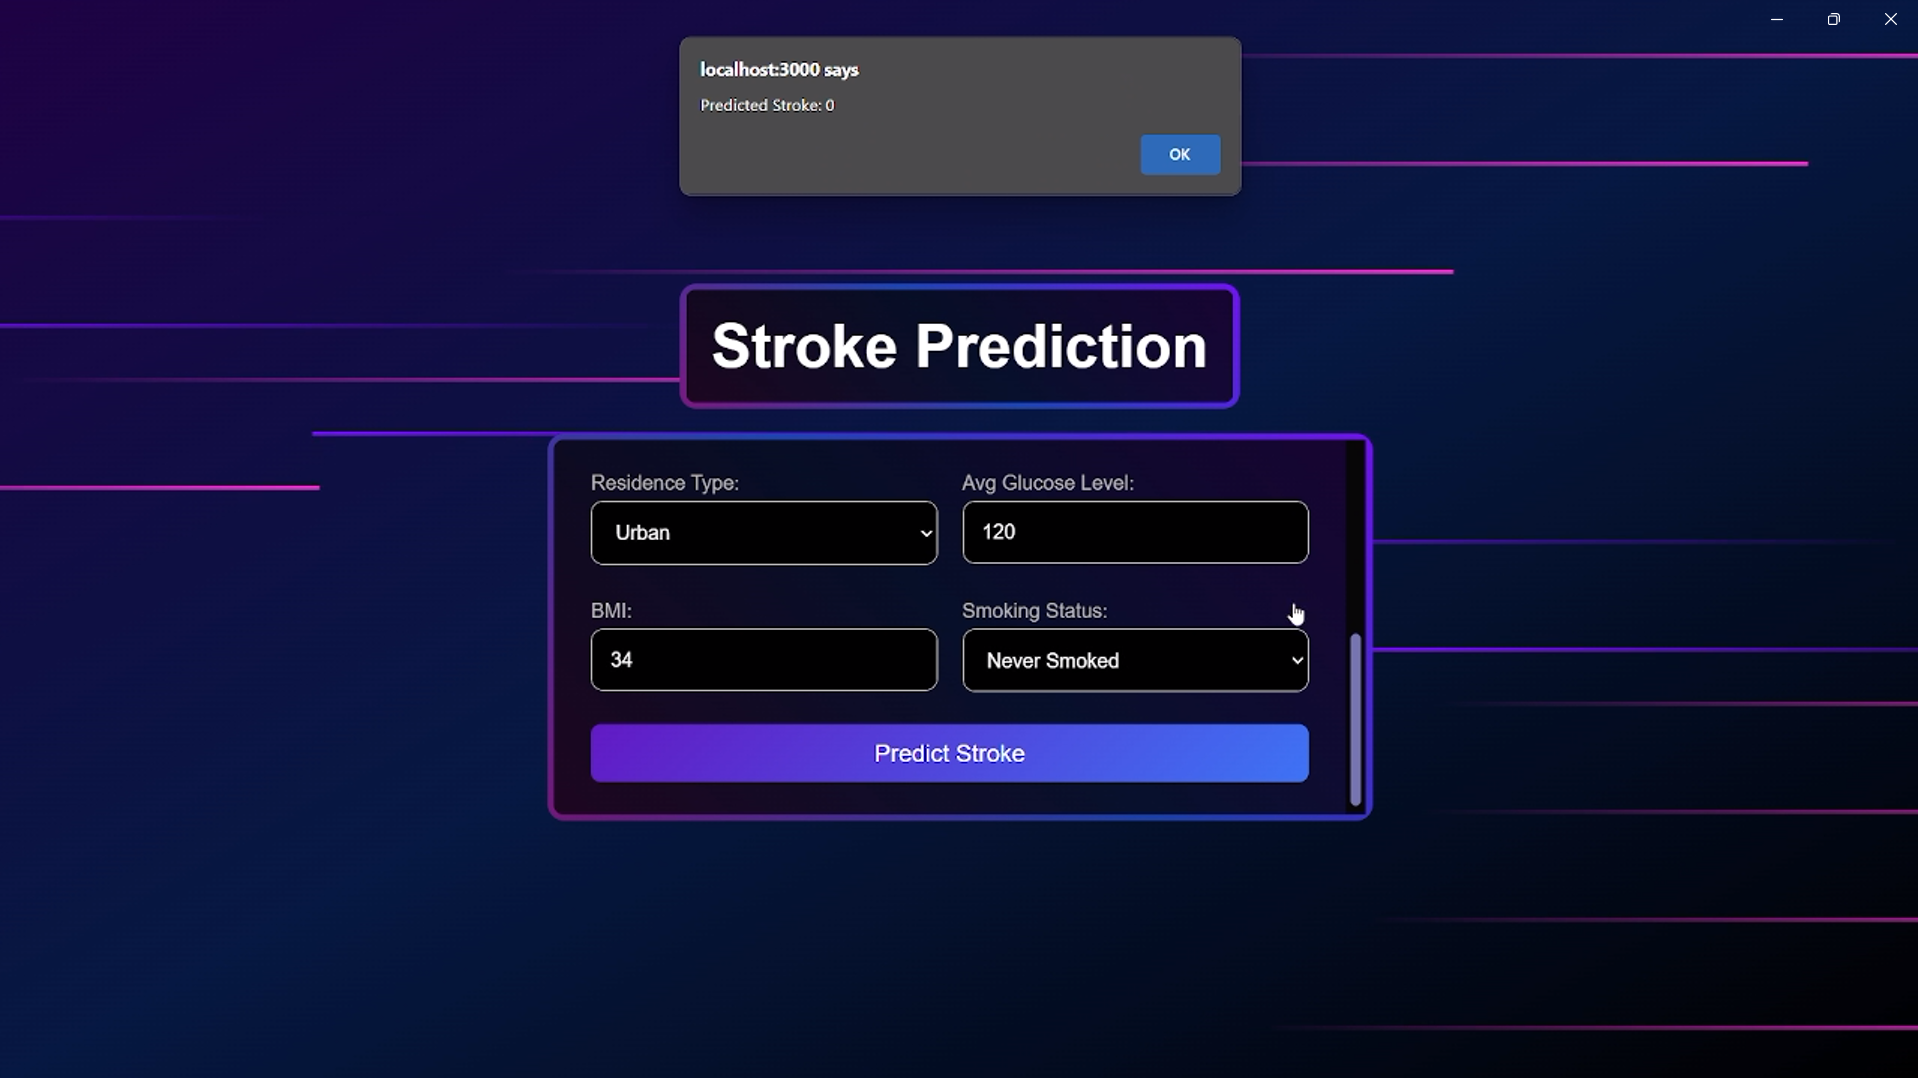 localhost:3000 says
Predicted Stroke: 0
OK
Stroke Prediction
Residence Type:
Avg Glucose Level:
Urban
120
BMI:
Smoking Status:
34
Never Smoked
Predict Stroke